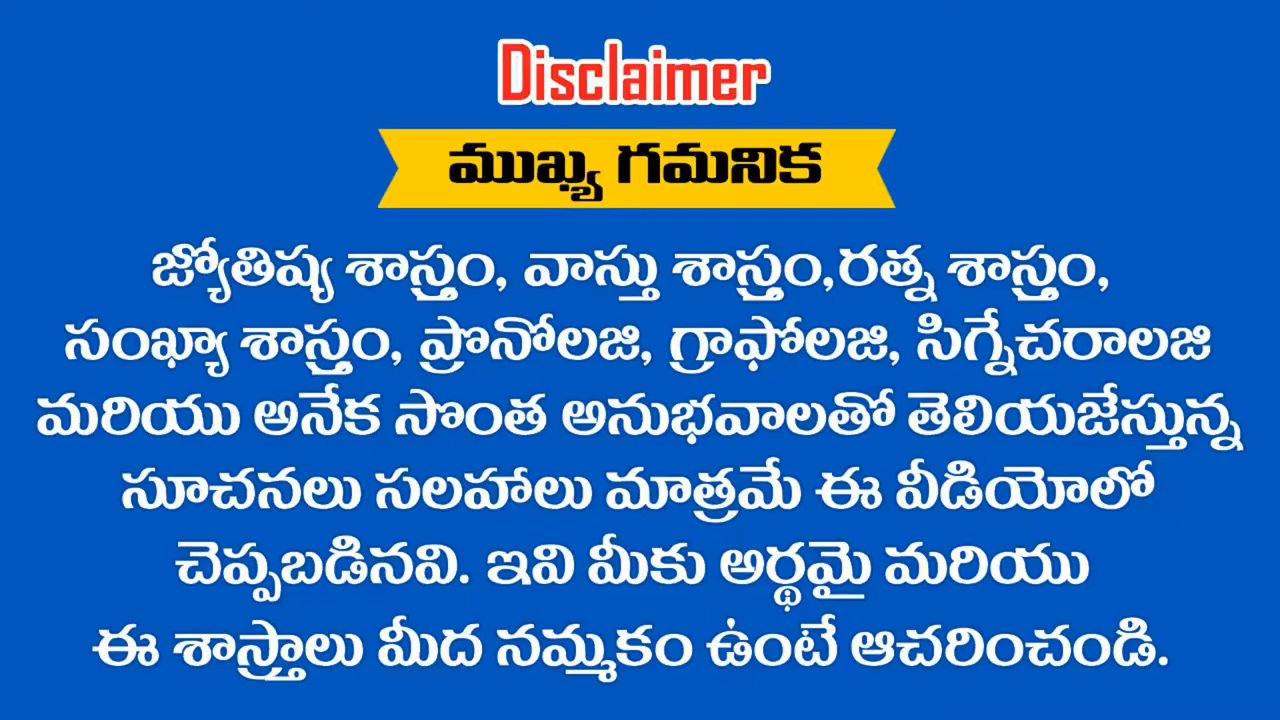 Disclaimer
ముఖ్య గమనిక
జ్యోతిష్య శాస్త్రం, వాస్తు శాస్త్రం,రత్న శాస్త్రం,
సంఖ్యా శాస్త్రం, ప్రొనోలజి, గ్రాఫోలజి, సిగ్నేచరాలజి
మరియు అనేక సొంత అనుభవాలతో తెలియజేస్తున్న
సూచనలు సలహాలు మాత్రమే ఈ వీడియోలో
చెప్పబడినవి. ఇవి మీకు అర్థమై మరియు
ఈ శాస్త్రాలు మీద నమ్మకం ఉంటే ఆచరించండి.